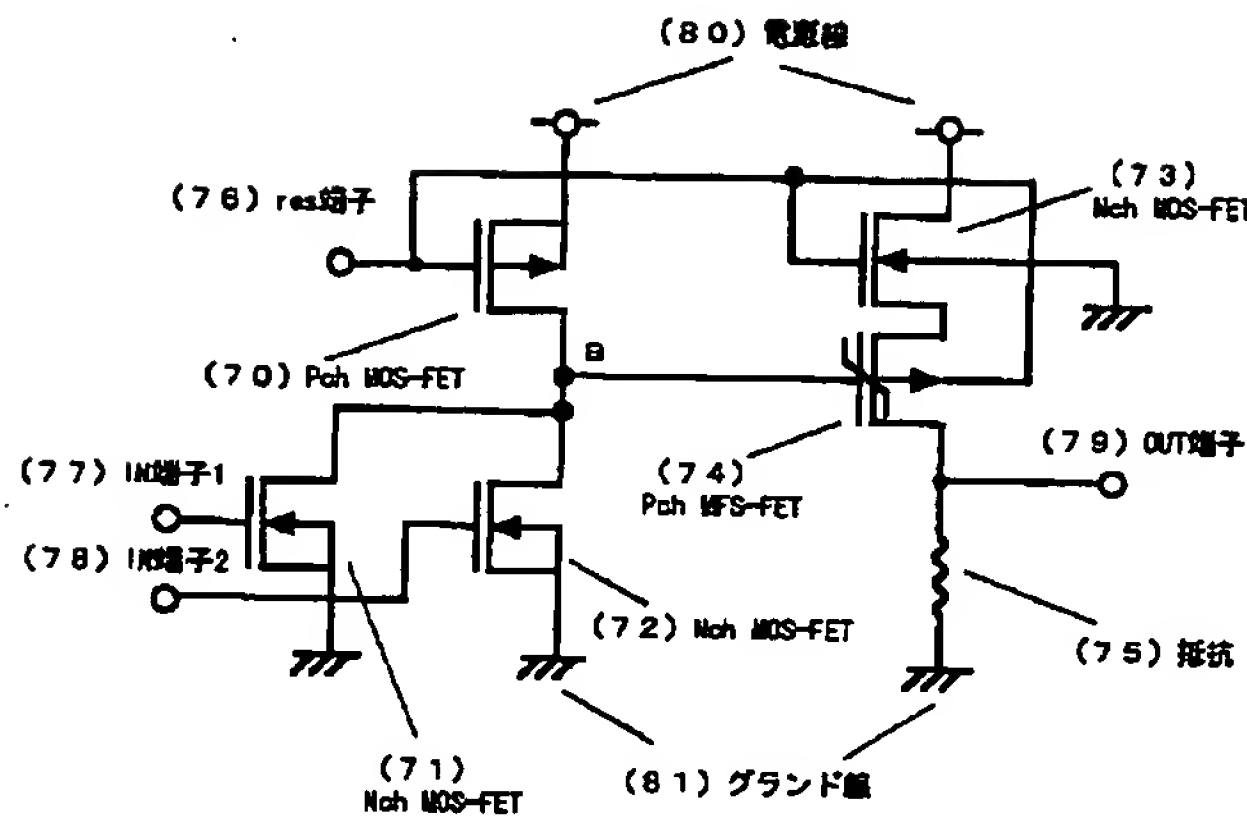 (80) 電源線
(76) res端子
(73)
Nch MOS-FET
(70) Pch MOS-FET
a
(77) IN端子1
(78) IN端子2
(74)
Pch MFS-FET
(79) OUT端子
(72) Nch MOS-FET
(75) 抵抗
(71)
Nch MOS-FET
(81) グランド線